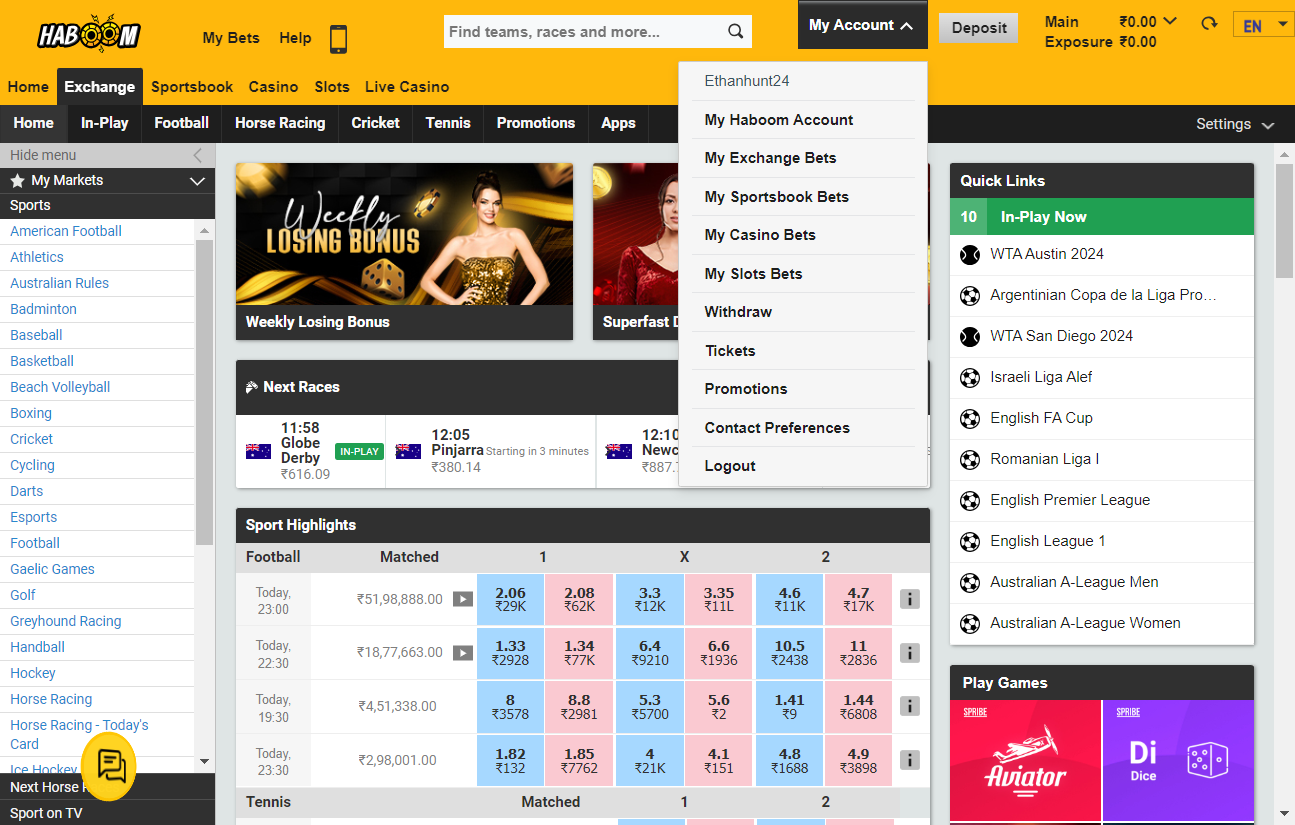 HABOOM
My Bets
Help
Find teams, races and more...
My Account
Deposit
Main ₹0.00
Exposure ₹0.00
EN
Home
Exchange
Sportsbook
Casino
Slots
Live Casino
Home
In-Play
Football
Horse Racing
Cricket
Tennis
Promotions
Apps
Settings
Ethanhunt24
My Haboom Account
My Exchange Bets
My Sportsbook Bets
My Casino Bets
My Slots Bets
Withdraw
Tickets
Promotions
Contact Preferences
Logout
Hide menu
My Markets
Sports
American Football
Athletics
Australian Rules
Badminton
Baseball
Basketball
Beach Volleyball
Boxing
Cricket
Cycling
Darts
Esports
Football
Gaelic Games
Golf
Greyhound Racing
Handball
Hockey
Horse Racing
Horse Racing - Today's
Card
Ice Hockey
Next Horse
Sport on TV
Weekly
LOSING BONUS
Weekly Losing Bonus
Superfast
Next Races
11:58
Globe
Derby
₹616.09
IN-PLAY
12:05
Pinjarra
Starting in 3 minutes
₹380.14
12:10
Newc
₹887.
Sport Highlights
Football Matched 1 X 2
Today,
23:00
₹51,98,888.00
2.06 2.08 3.3 3.35 4.6 4.7
₹29K ₹62K ₹12K ₹11L ₹11K ₹17K
Today,
22:30
₹18,77,663.00
1.33 1.34 6.4 6.6 10.5 11
₹2928 ₹77K ₹9210 ₹1936 ₹2438 ₹2836
Today,
19:30
₹4,51,338.00
8 8.8 5.3 5.6 1.41 1.44
₹3578 ₹2981 ₹5700 ₹2 ₹9 ₹6808
Today,
23:30
₹2,98,001.00
1.82 1.85 4 4.1 4.8 4.9
₹132 ₹7762 ₹21K ₹151 ₹1688 ₹3898
Tennis Matched 1 2
Quick Links
10 In-Play Now
WTA Austin 2024
Argentinian Copa de la Liga Pro...
WTA San Diego 2024
Israeli Liga Alef
English FA Cup
Romanian Liga I
English Premier League
English League 1
Australian A-League Men
Australian A-League Women
Play Games
SPRIBE
Aviator
SPRIBE
Di
Dice